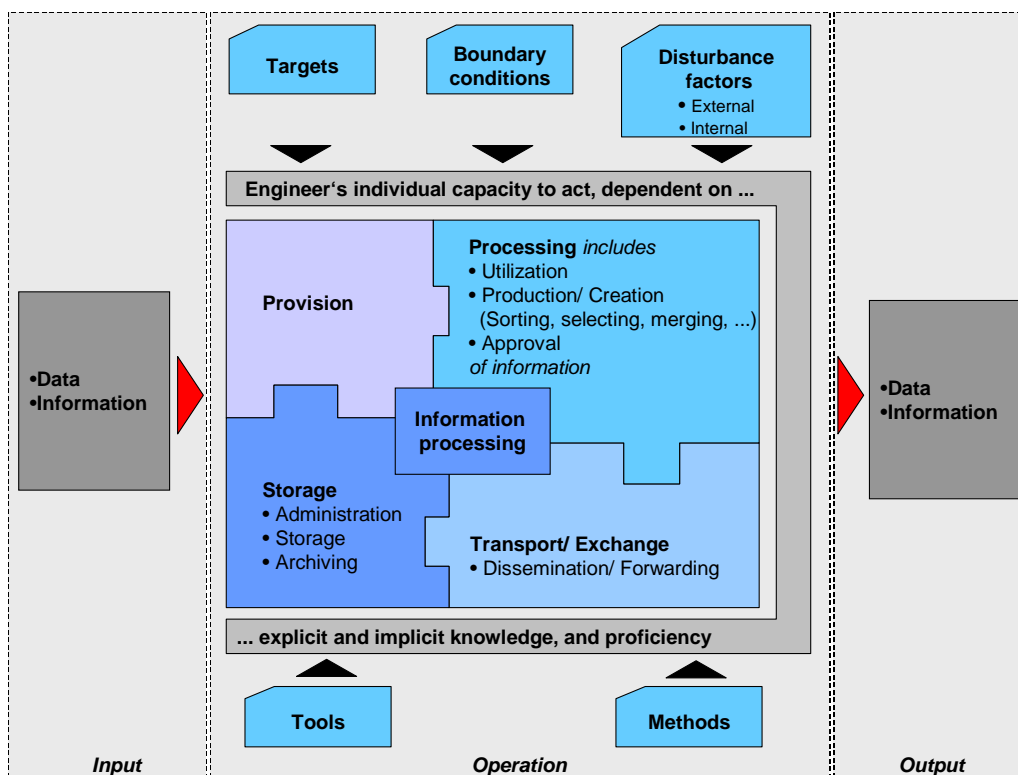 Targets
Boundary
conditions
Disturbance
factors
• External
• Internal
Engineer‘s individual capacity to act, dependent on ...
Provision
Processing includes
• Utilization
• Production/ Creation
(Sorting, selecting, merging, ...)
• Approval
of information
•Data
•Information
Information
processing
•Data
•Information
Storage
• Administration
• Storage
• Archiving
Transport/ Exchange
• Dissemination/ Forwarding
... explicit and implicit knowledge, and proficiency
Tools
Methods
Input
Operation
Output